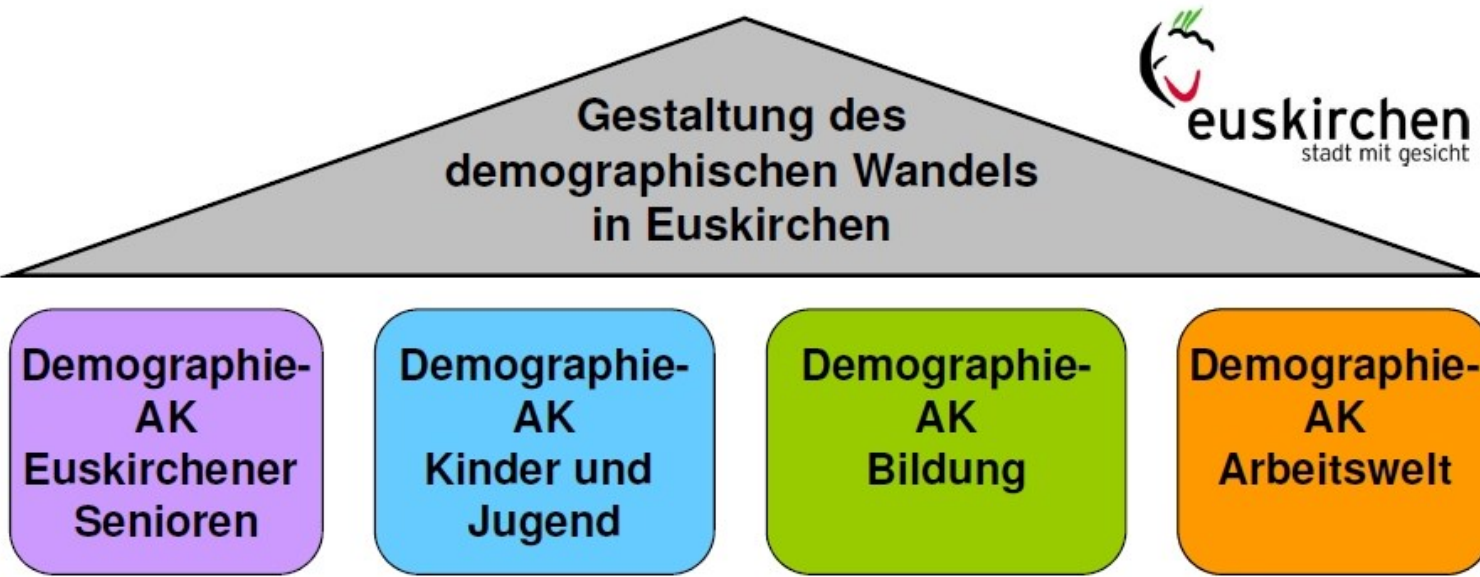 Gestaltung des
demographischen Wandels
in Euskirchen
euskirchen
stadt mit gesicht
Demographie-
AK
Euskirchener
Senioren
Demographie-
AK
Kinder und
Jugend
Demographie-
AK
Bildung
Demographie-
AK
Arbeitswelt